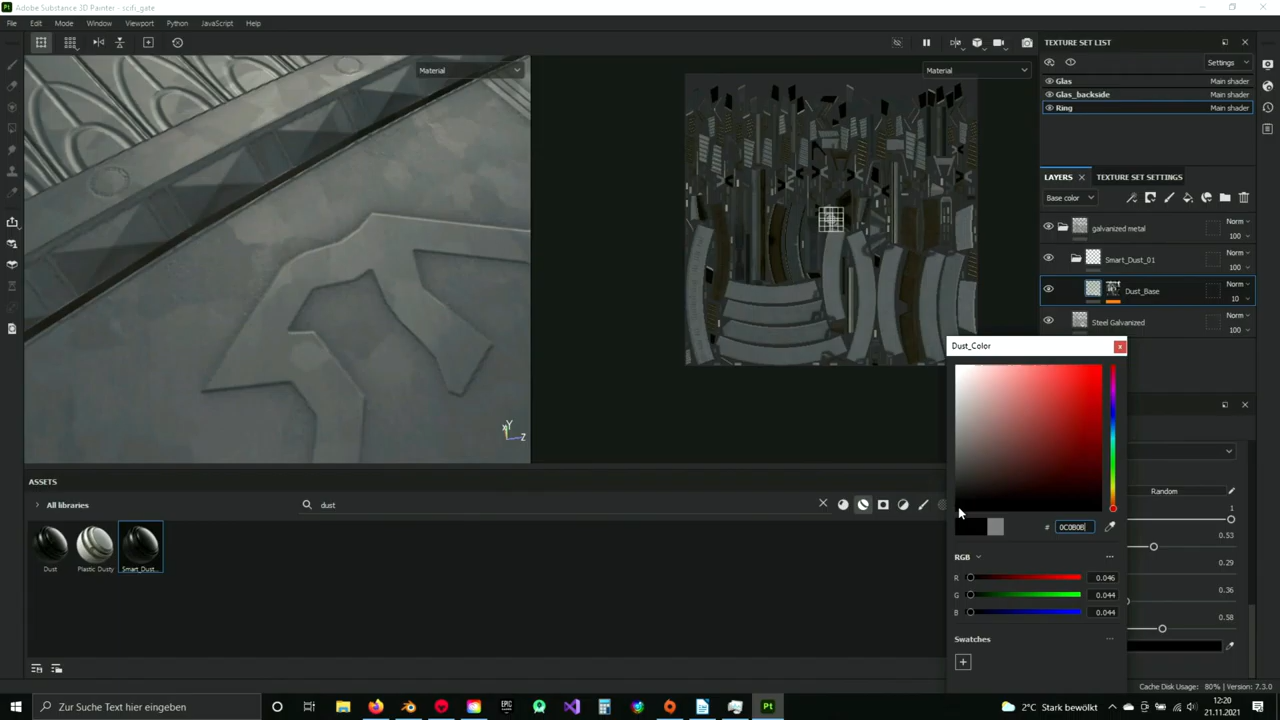 Pt Adobe Substance 3D Painter - scifi_gate
File Edit Mode Window Viewport Python JavaScript Help
Material
Material
TEXTURE SET LIST
Settings
Glas Main shader
Glas_backside Main shader
Ring Main shader
LAYERS TEXTURE SET SETTINGS
Base color
galvanized metal Norm
100
Smart_Dust_01 Norm
100
Dust_Base Norm
10
Steel Galvanized Norm
100
Y
Z
Dust_Color
# 0C0B0B
RGB
R 0.046
G 0.044
B 0.044
Swatches
Random
1
0.53
0.29
0.36
0.58
ASSETS
All libraries
dust
Dust
Plastic Dusty
Smart_Dust...
Cache Disk Usage: 80% | Version: 7.3.0
Zur Suche Text hier eingeben
EPIC
Pt
2°C Stark bewölkt
12:20
21.11.2021